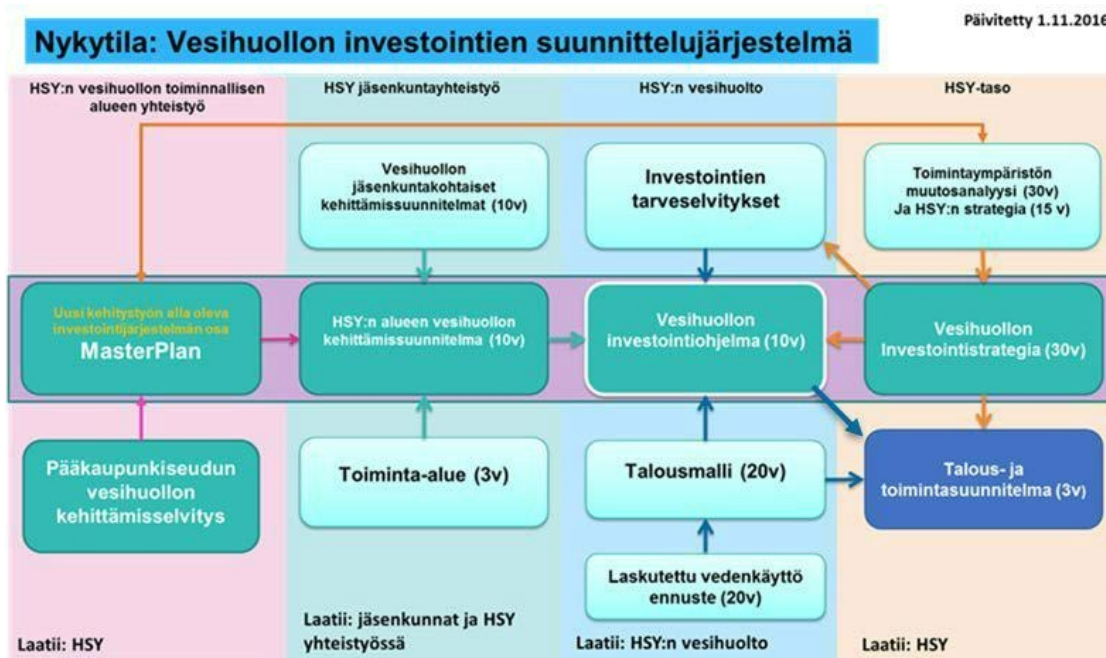 Päivitetty 1.11.2016
Nykytila: Vesihuollon investointien suunnittelujärjestelmä
HSY:n vesihuollon toiminnallisen
alueen yhteistyö
HSY jäsenkuntayhteistyö
HSY:n vesihuolto
HSY-taso
Vesihuollon
jäsenkuntakohtaiset
kehittämissuunnitelmat (10v)
Investointien
tarveselvitykset
Toimintaympäristön
muutosanalyysi (30v)
Ja HSY:n strategia (15 v)
Uusi kehitystyön alla oleva
investointijärjestelmän osa
MasterPlan
HSY:n alueen vesihuollon
kehittämissuunnitelma (10v)
Vesihuollon
investointiohjelma (10v)
Vesihuollon
Investointistrategia (30v)
Pääkaupunkiseudun
vesihuollon
kehittämisselvitys
Toiminta-alue (3v)
Talousmalli (20v)
Talous- ja
toimintasuunnitelma (3v)
Laskutettu vedenkäyttö
ennuste (20v)
Laatii: HSY
Laatii: jäsenkunnat ja HSY
yhteistyössä
Laatii: HSY:n vesihuolto
Laatii: HSY